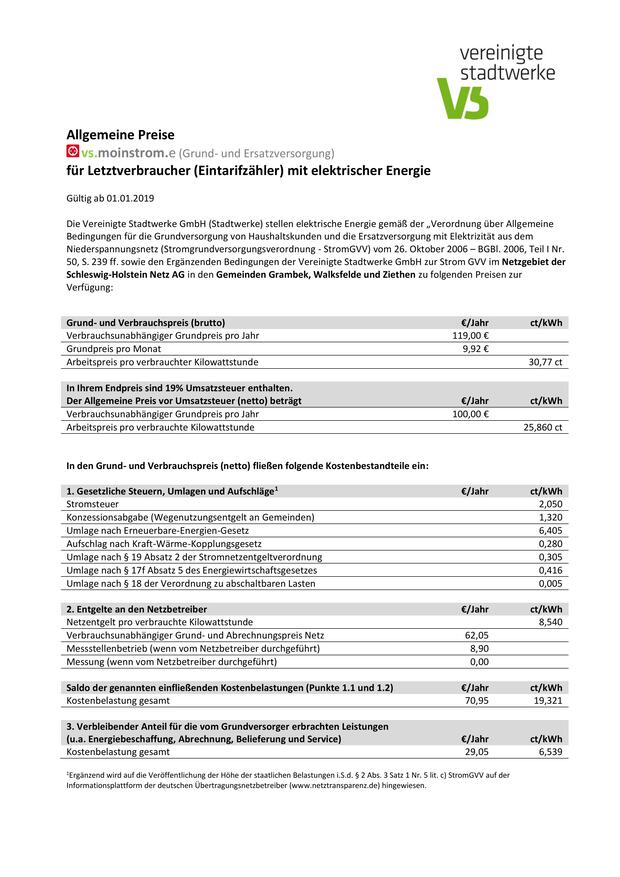 vereinigte
stadtwerke
VS
Allgemeine Preise
vs.moinstrom.e (Grund- und Ersatzversorgung)
für Letztverbraucher (Eintarifzähler) mit elektrischer Energie
Gültig ab 01.01.2019
Die Vereinigte Stadtwerke GmbH (Stadtwerke) stellen elektrische Energie gemäß der „Verordnung über Allgemeine
Bedingungen für die Grundversorgung von Haushaltskunden und die Ersatzversorgung mit Elektrizität aus dem
Niederspannungsnetz (Stromgrundversorgungsverordnung - StromGVV) vom 26. Oktober 2006 – BGBl. 2006, Teil I Nr.
50, S. 239 ff. sowie den Ergänzenden Bedingungen der Vereinigte Stadtwerke GmbH zur Strom GVV im Netzgebiet der
Schleswig-Holstein Netz AG in den Gemeinden Grambek, Walksfelde und Ziethen zu folgenden Preisen zur
Verfügung:
Grund- und Verbrauchspreis (brutto) €/Jahr ct/kWh
Verbrauchsunabhängiger Grundpreis pro Jahr 119,00 €
Grundpreis pro Monat 9,92 €
Arbeitspreis pro verbrauchter Kilowattstunde 30,77 ct
In Ihrem Endpreis sind 19% Umsatzsteuer enthalten.
Der Allgemeine Preis vor Umsatzsteuer (netto) beträgt €/Jahr ct/kWh
Verbrauchsunabhängiger Grundpreis pro Jahr 100,00 €
Arbeitspreis pro verbrauchte Kilowattstunde 25,860 ct
In den Grund- und Verbrauchspreis (netto) fließen folgende Kostenbestandteile ein:
1. Gesetzliche Steuern, Umlagen und Aufschläge¹ €/Jahr ct/kWh
Stromsteuer 2,050
Konzessionsabgabe (Wegenutzungsentgelt an Gemeinden) 1,320
Umlage nach Erneuerbare-Energien-Gesetz 6,405
Aufschlag nach Kraft-Wärme-Kopplungsgesetz 0,280
Umlage nach § 19 Absatz 2 der Stromnetzentgeltverordnung 0,305
Umlage nach § 17f Absatz 5 des Energiewirtschaftsgesetzes 0,416
Umlage nach § 18 der Verordnung zu abschaltbaren Lasten 0,005
2. Entgelte an den Netzbetreiber €/Jahr ct/kWh
Netzentgelt pro verbrauchte Kilowattstunde 8,540
Verbrauchsunabhängiger Grund- und Abrechnungspreis Netz 62,05
Messstellenbetrieb (wenn vom Netzbetreiber durchgeführt) 8,90
Messung (wenn vom Netzbetreiber durchgeführt) 0,00
Saldo der genannten einfließenden Kostenbelastungen (Punkte 1.1 und 1.2) €/Jahr ct/kWh
Kostenbelastung gesamt 70,95 19,321
3. Verbleibender Anteil für die vom Grundversorger erbrachten Leistungen
(u.a. Energiebeschaffung, Abrechnung, Belieferung und Service) €/Jahr ct/kWh
Kostenbelastung gesamt 29,05 6,539
¹Ergänzend wird auf die Veröffentlichung der Höhe der staatlichen Belastungen i.S.d. § 2 Abs. 3 Satz 1 Nr. 5 lit. c) StromGVV auf der
Informationsplattform der deutschen Übertragungsnetzbetreiber (www.netztransparenz.de) hingewiesen.